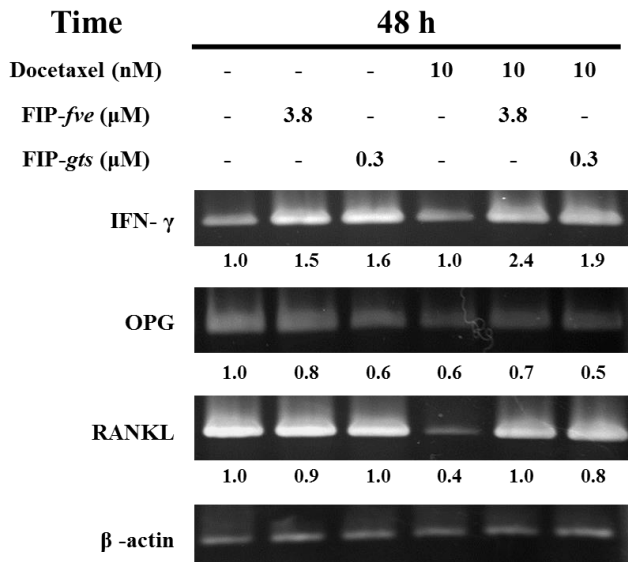 Time 48 h
Docetaxel (nM) - - - 10 10 10
FIP-fve (μM) - 3.8 - - 3.8 -
FIP-gts (μM) - - 0.3 - - 0.3
IFN- γ
1.0 1.5 1.6 1.0 2.4 1.9
OPG
1.0 0.8 0.6 0.6 0.7 0.5
RANKL
1.0 0.9 1.0 0.4 1.0 0.8
β -actin